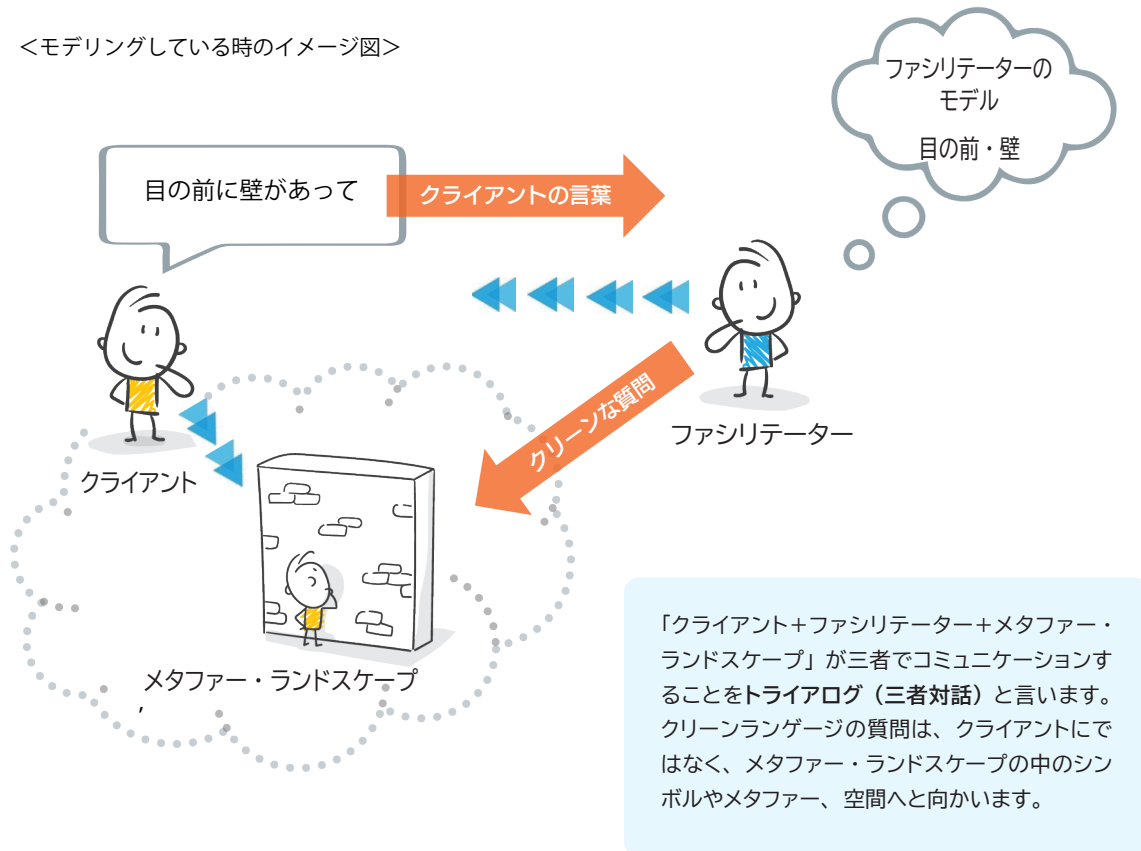 ＜モデリングしている時のイメージ図＞
ファシリテーターの
モデル
目の前・壁
目の前に壁があって
クライアントの言葉
クリーンな質問
ファシリテーター
クライアント
メタファー・ランドスケープ
「クライアント＋ファシリテーター＋メタファー・
ランドスケープ」が三者でコミュニケーションす
ることをトライアログ（三者対話）と言います。
クリーンランゲージの質問は、クライアントにで
はなく、メタファー・ランドスケープの中のシン
ボルやメタファー、空間へと向かいます。